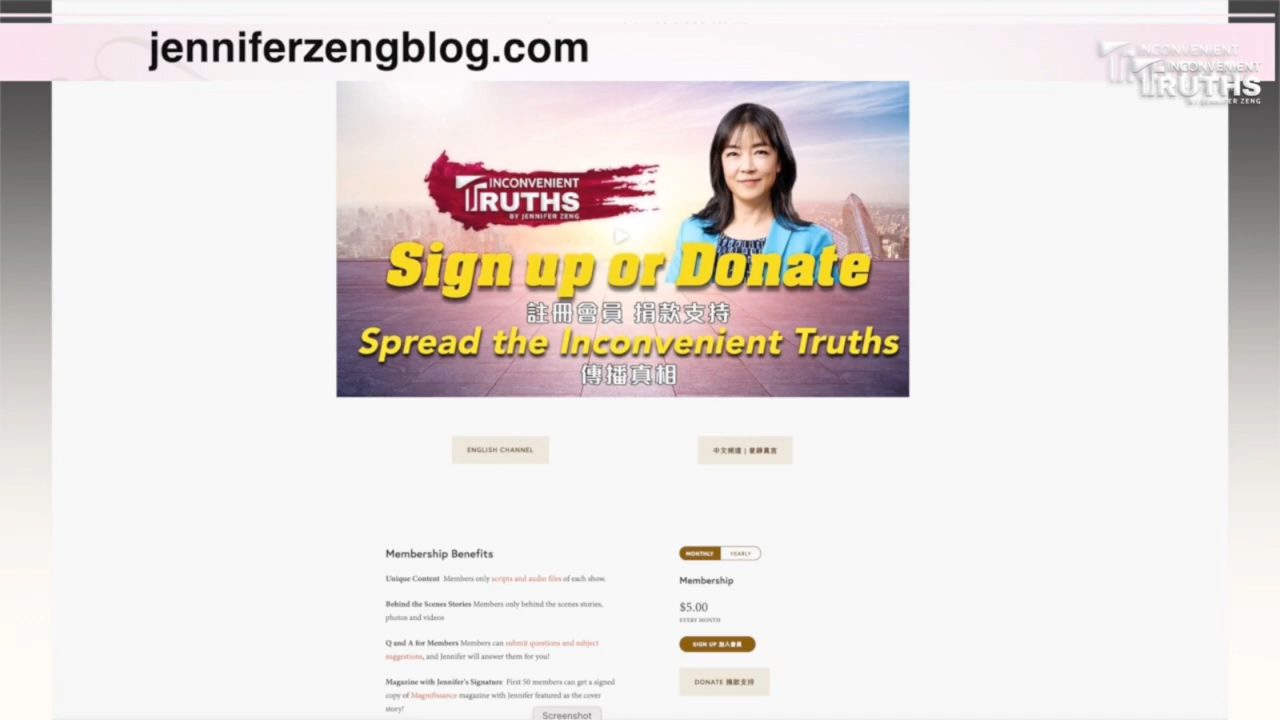 jenniferzengblog.com
INCONVENIENT
INCONVENIENT
TRUTHS
BY JENNIFER ZENG
INCONVENIENT
TRUTHS
BY JENNIFER ZENG
Sign up or Donate
註冊會員 捐款支持
Spread the Inconvenient Truths
傳播真相
ENGLISH CHANNEL
中文頻道 | 曾錚真言
Membership Benefits
Unique Content Members only scripts and audio files of each show.
Behind the Scenes Stories Members only behind the scenes stories,
photos and videos
Q and A for Members Members can submit questions and subject
suggestions, and Jennifer will answer them for you!
Magazine with Jennifer's Signature First 50 members can get a signed
copy of Magnifissance magazine with Jennifer featured as the cover
story!
MONTHLY YEARLY
Membership
$5.00
EVERY MONTH
SIGN UP 加入會員
DONATE 捐款支持
Screenshot